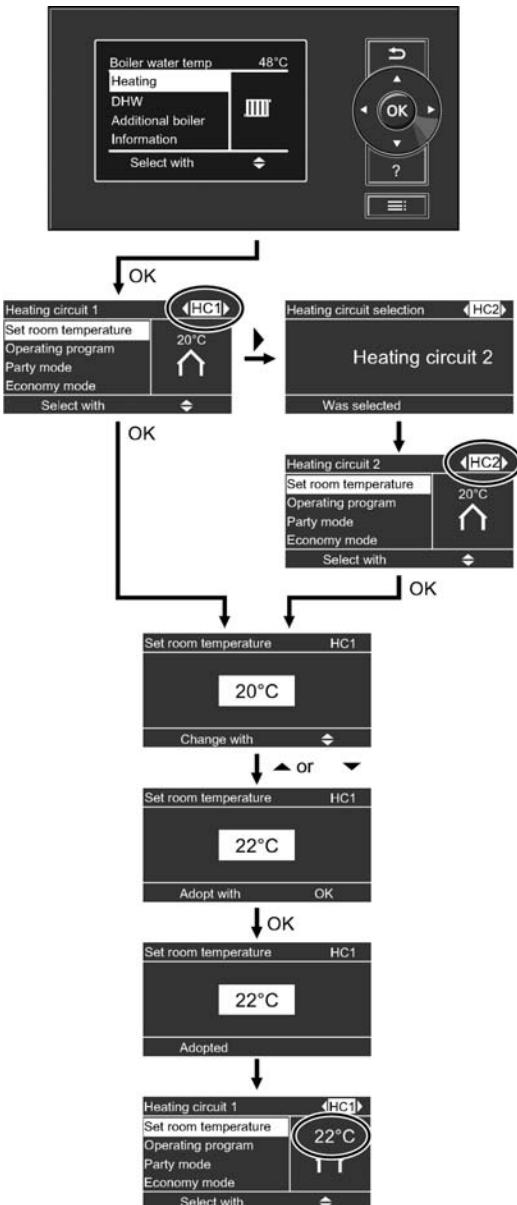 Boiler water temp 48°C
Heating
DHW
Additional boiler
Information
Select with
OK
?
OK
Heating circuit 1 HC1
Set room temperature
Operating program
Party mode
Economy mode
20°C
Select with
Heating circuit selection HC2
Heating circuit 2
Was selected
OK
Heating circuit 2 HC2
Set room temperature
Operating program
Party mode
Economy mode
20°C
Select with
OK
Set room temperature HC1
20°C
Change with
or
Set room temperature HC1
22°C
Adopt with OK
OK
Set room temperature HC1
22°C
Adopted
Heating circuit 1 HC1
Set room temperature
Operating program
Party mode
Economy mode
22°C
Select with